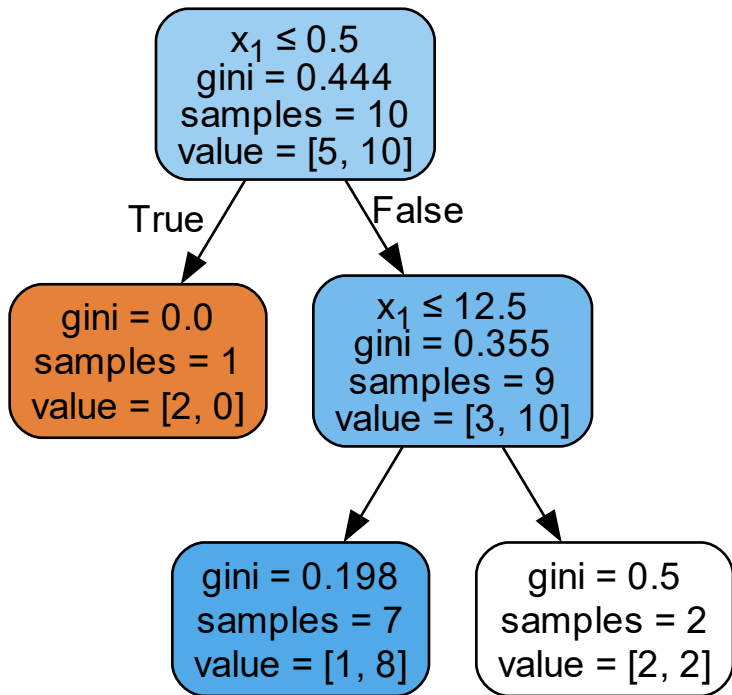 x₁ ≤ 0.5
gini = 0.444
samples = 10
value = [5, 10]
True
False
gini = 0.0
samples = 1
value = [2, 0]
x₁ ≤ 12.5
gini = 0.355
samples = 9
value = [3, 10]
gini = 0.198
samples = 7
value = [1, 8]
gini = 0.5
samples = 2
value = [2, 2]